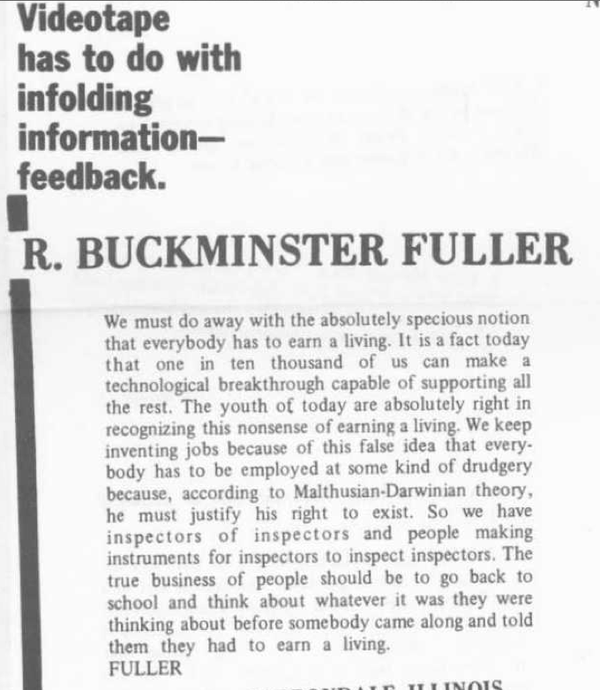 Videotape
has to do with
infolding
information—
feedback.
R. BUCKMINSTER FULLER
We must do away with the absolutely specious notion
that everybody has to earn a living. It is a fact today
that one in ten thousand of us can make a
technological breakthrough capable of supporting all
the rest. The youth of today are absolutely right in
recognizing this nonsense of earning a living. We keep
inventing jobs because of this false idea that every-
body has to be employed at some kind of drudgery
because, according to Malthusian-Darwinian theory,
he must justify his right to exist. So we have
inspectors of inspectors and people making
instruments for inspectors to inspect inspectors. The
true business of people should be to go back to
school and think about whatever it was they were
thinking about before somebody came along and told
them they had to earn a living.
FULLER
ILLINOIS